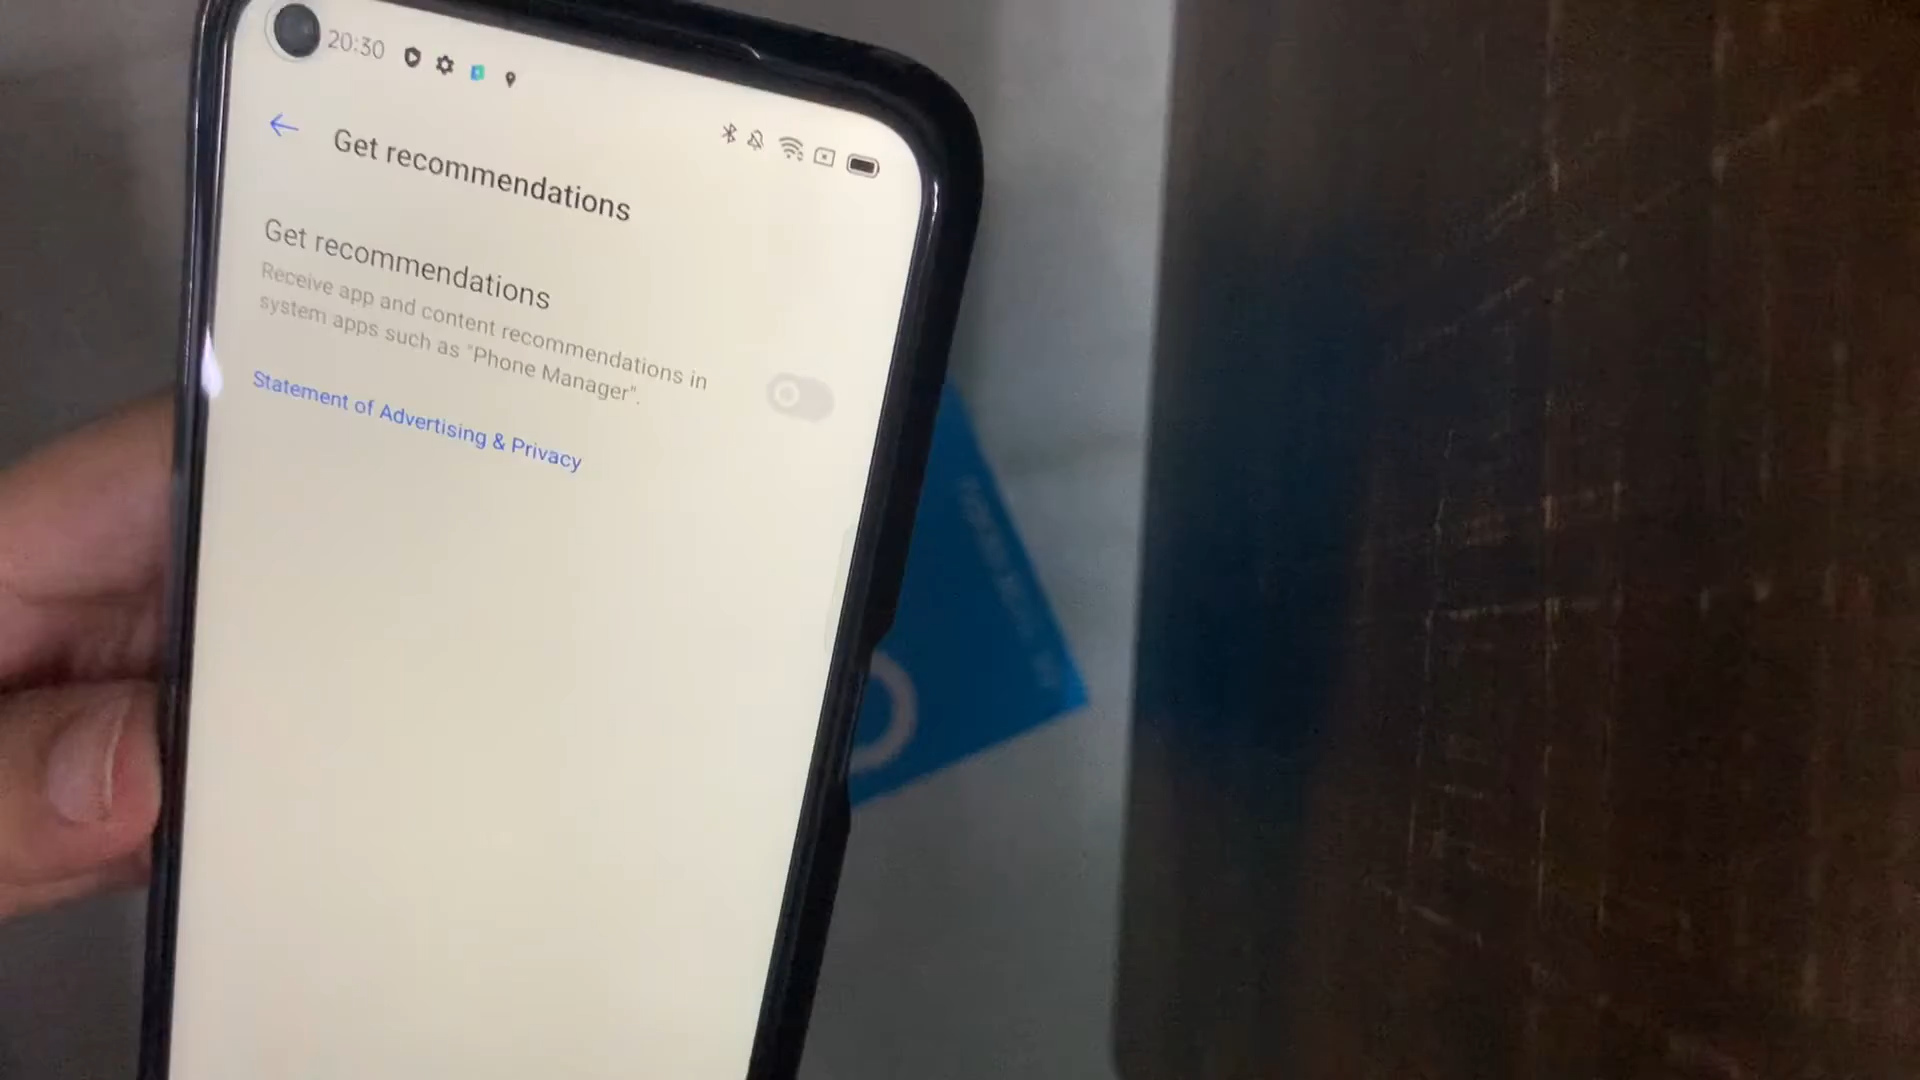 20:30
Get recommendations
Get recommendations
Receive app and content recommendations in
system apps such as "Phone Manager".
Statement of Advertising & Privacy